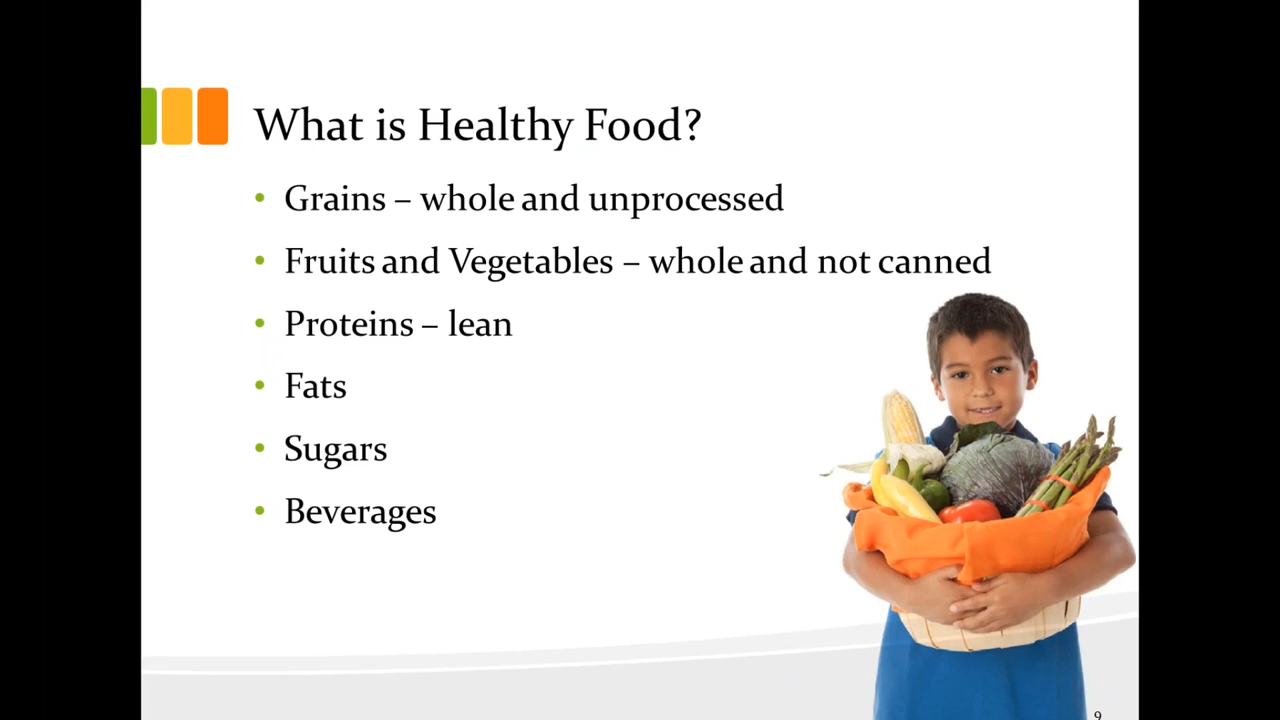 What is Healthy Food?
• Grains – whole and unprocessed
• Fruits and Vegetables – whole and not canned
• Proteins – lean
• Fats
• Sugars
• Beverages
9